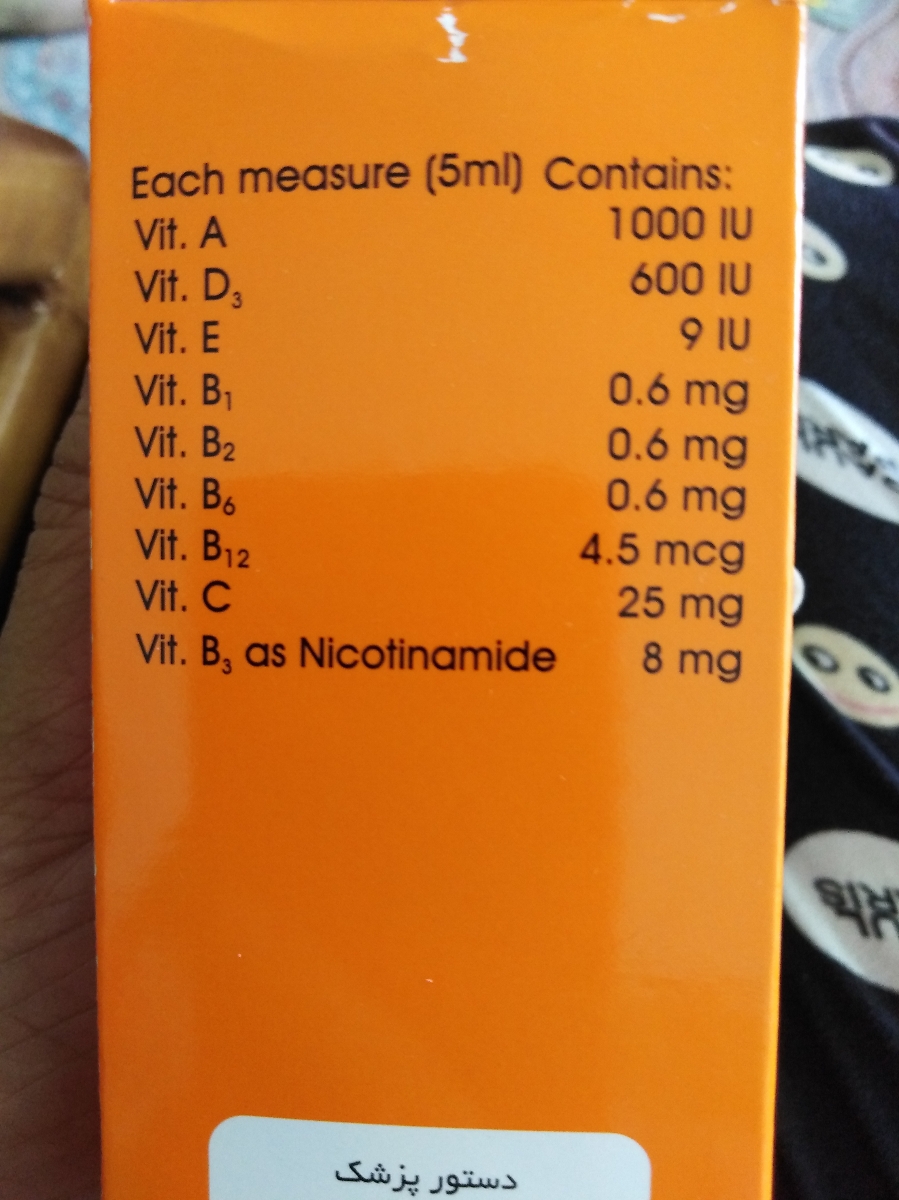 Each measure (5ml) Contains:
Vit. A 1000 IU
Vit. D₃ 600 IU
Vit. E 9 IU
Vit. B₁ 0.6 mg
Vit. B₂ 0.6 mg
Vit. B₆ 0.6 mg
Vit. B₁₂ 4.5 mcg
Vit. C 25 mg
Vit. B₃ as Nicotinamide 8 mg
دستور پزشک